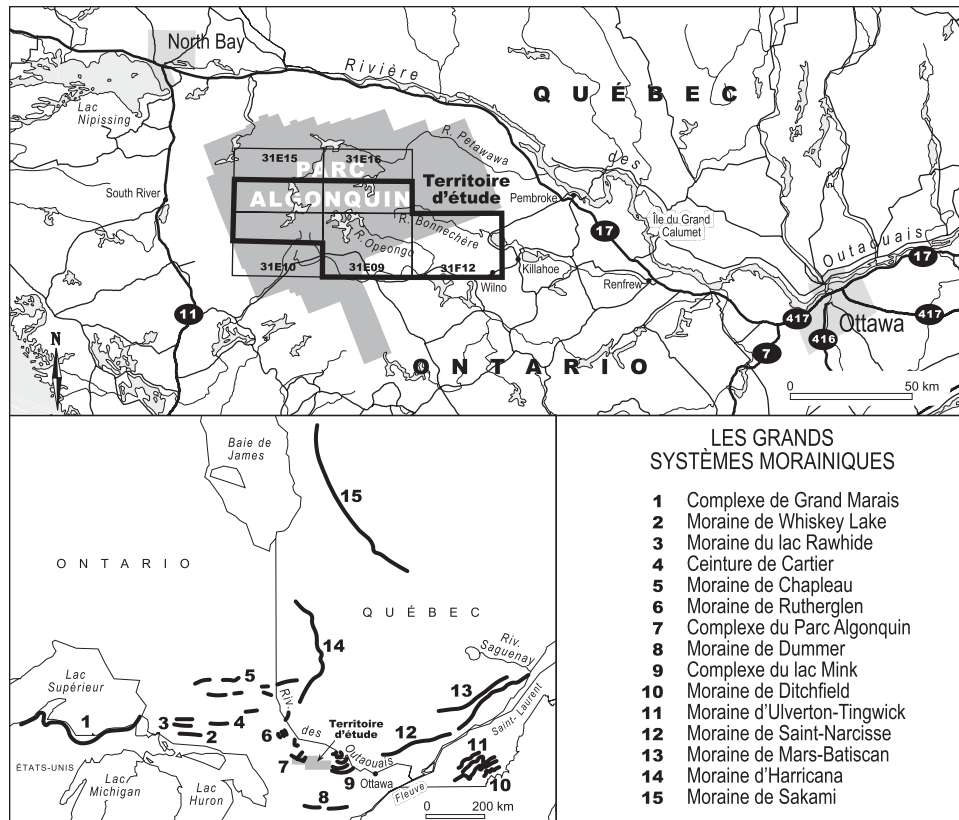 North Bay
Rivière
QUÉBEC
Lac
Nipissing
R. Petawawa
des
31E15
31E16
PARC
ALGONQUIN
Territoire
d'étude
South River
Pembroke
R. Bonnechère
R. Opeongo
Île du Grand
Calumet
17
Outaouais
17
31E10
31E09
31F12
Killahoe
Wilno
Renfrew
11
417
417
Ottawa
416
7
N
ONTARIO
0 50 km
Baie de
James
15
ONTARIO
QUÉBEC
Riv.
Saguenay
14
Lac
Supérieur
5
13
Riv.
1
3
4
2
6
des
Territoire
d'étude
12
Saint-Laurent
Outaouais
7
9
Ottawa
11
10
ÉTATS-UNIS
Lac
Michigan
Lac
Huron
8
Fleuve
0 200 km
LES GRANDS
SYSTÈMES MORAINIQUES
1 Complexe de Grand Marais
2 Moraine de Whiskey Lake
3 Moraine du lac Rawhide
4 Ceinture de Cartier
5 Moraine de Chapleau
6 Moraine de Rutherglen
7 Complexe du Parc Algonquin
8 Moraine de Dummer
9 Complexe du lac Mink
10 Moraine de Ditchfield
11 Moraine d'Ulverton-Tingwick
12 Moraine de Saint-Narcisse
13 Moraine de Mars-Batiscan
14 Moraine d'Harricana
15 Moraine de Sakami